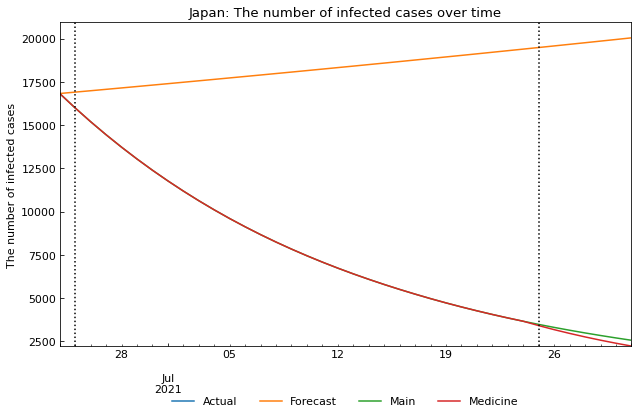 Japan: The number of infected cases over time
The number of infected cases
20000
17500
15000
12500
10000
7500
5000
2500
28 05 12 19 26
Jul
2021
Actual Forecast Main Medicine